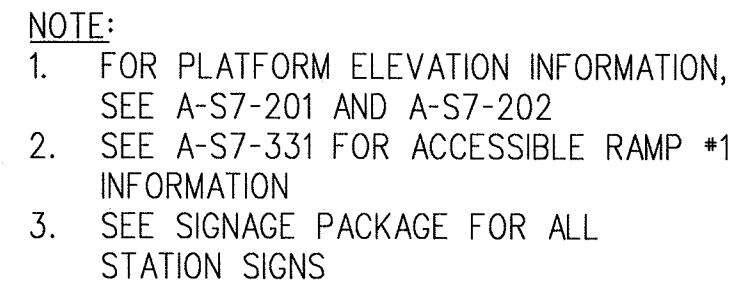 NOTE:
1. FOR PLATFORM ELEVATION INFORMATION,
SEE A-S7-201 AND A-S7-202
2. SEE A-S7-331 FOR ACCESSIBLE RAMP #1
INFORMATION
3. SEE SIGNAGE PACKAGE FOR ALL
STATION SIGNS